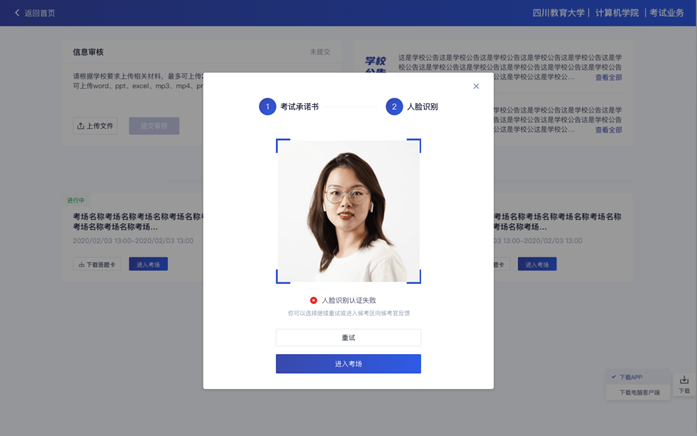 返回首页
四川教育大学 | 计算机学院 | 考试业务
信息审核
未提交
请根据学校要求上传相关材料，最多可上传
可上传word、ppt、excel、mp3、mp4、pr
上传文件
提交审核
学校
公告
这是学校公告这是学校公告这是学校公告这是学校公告这是学
校公告这是学校公告这是学校公告这是学校公告这是学校公
告这是学校公告这是学校公告这是学校公...
查看全部
公告这是学校公告这是学校公告这是学
校公告这是学校公告这是学校公
这是学校公告这是学校公...
查看全部
1 考试承诺书
2 人脸识别
人脸识别认证失败
你可以选择继续重试或进入候考区向候考官反馈
重试
进入考场
进行中
考场名称考场名称考场名称考场名称考场名
称考场名称考场名称考场...
2020/02/03 13:00~2020/02/03 13:00
下载答题卡
进入考场
名称考场名称考场名称考场名称考场名称
考场名称考场...
13:00~2020/02/03 13:00
进入考场
下载APP
下载电脑客户端
下载